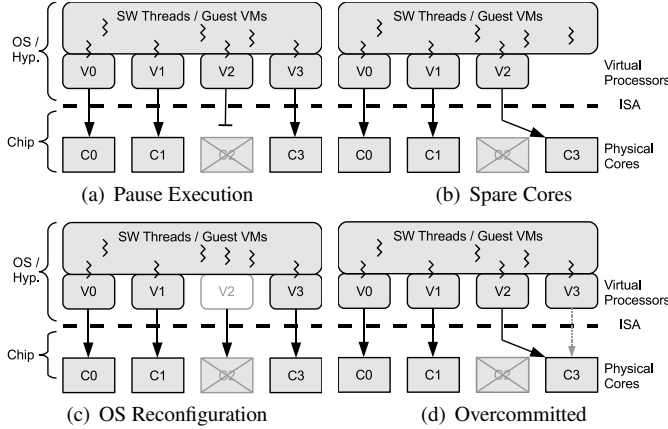 OS / Hyp.
SW Threads / Guest VMs
SW Threads / Guest VMs
V0 V1 V2 V3
V0 V1 V2
Virtual Processors
ISA
Chip
C0 C1 C2 C3
C0 C1 C2 C3
Physical Cores
(a) Pause Execution
(b) Spare Cores
OS / Hyp.
SW Threads / Guest VMs
SW Threads / Guest VMs
V0 V1 V2 V3
V0 V1 V2 V3
Virtual Processors
ISA
Chip
C0 C1 C2 C3
C0 C1 C2 C3
Physical Cores
(c) OS Reconfiguration
(d) Overcommitted